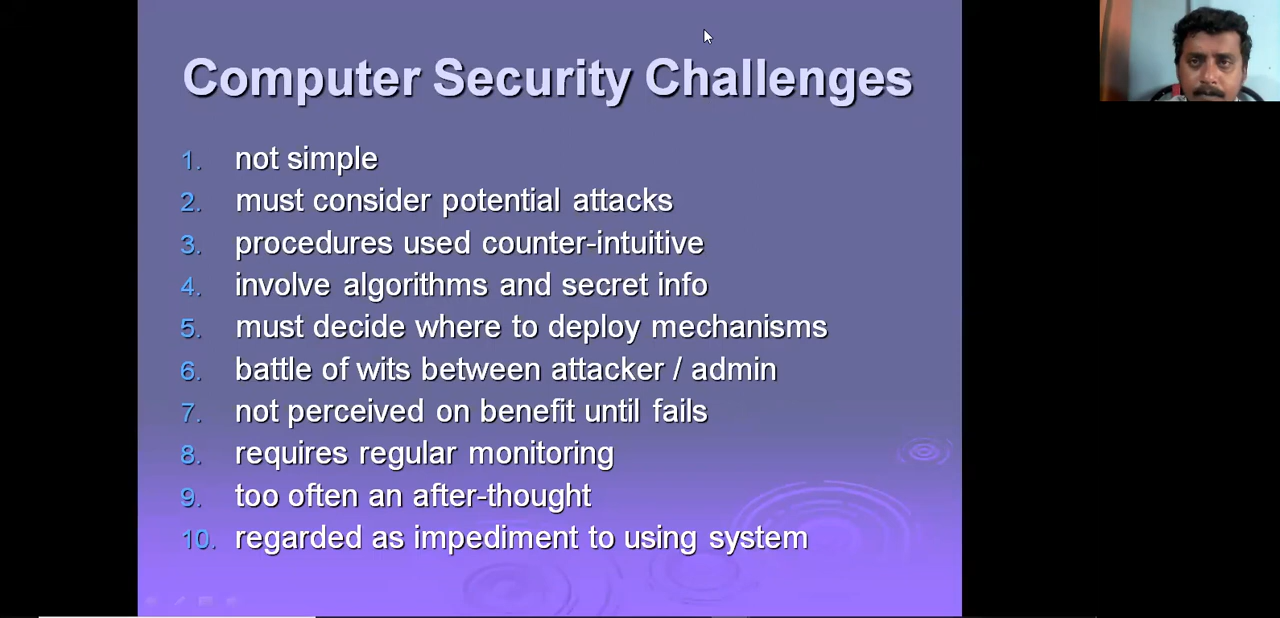 Computer Security Challenges
1. not simple
2. must consider potential attacks
3. procedures used counter-intuitive
4. involve algorithms and secret info
5. must decide where to deploy mechanisms
6. battle of wits between attacker / admin
7. not perceived on benefit until fails
8. requires regular monitoring
9. too often an after-thought
10. regarded as impediment to using system